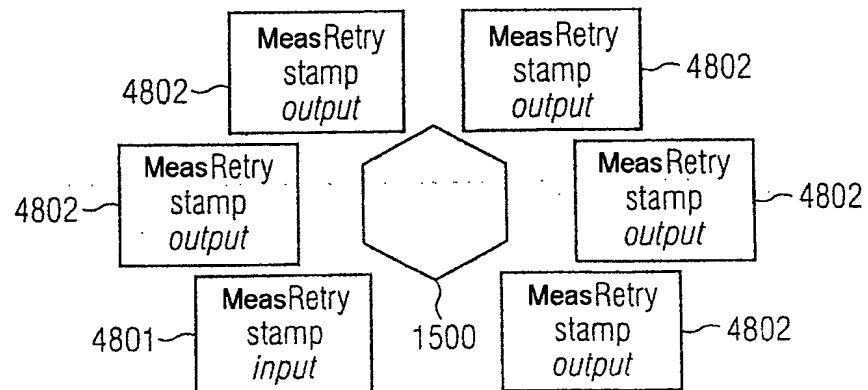 MeasRetry
stamp
output
4802
MeasRetry
stamp
output
4802
MeasRetry
stamp
output
4802
MeasRetry
stamp
output
4802
MeasRetry
stamp
input
4801
1500
MeasRetry
stamp
output
4802